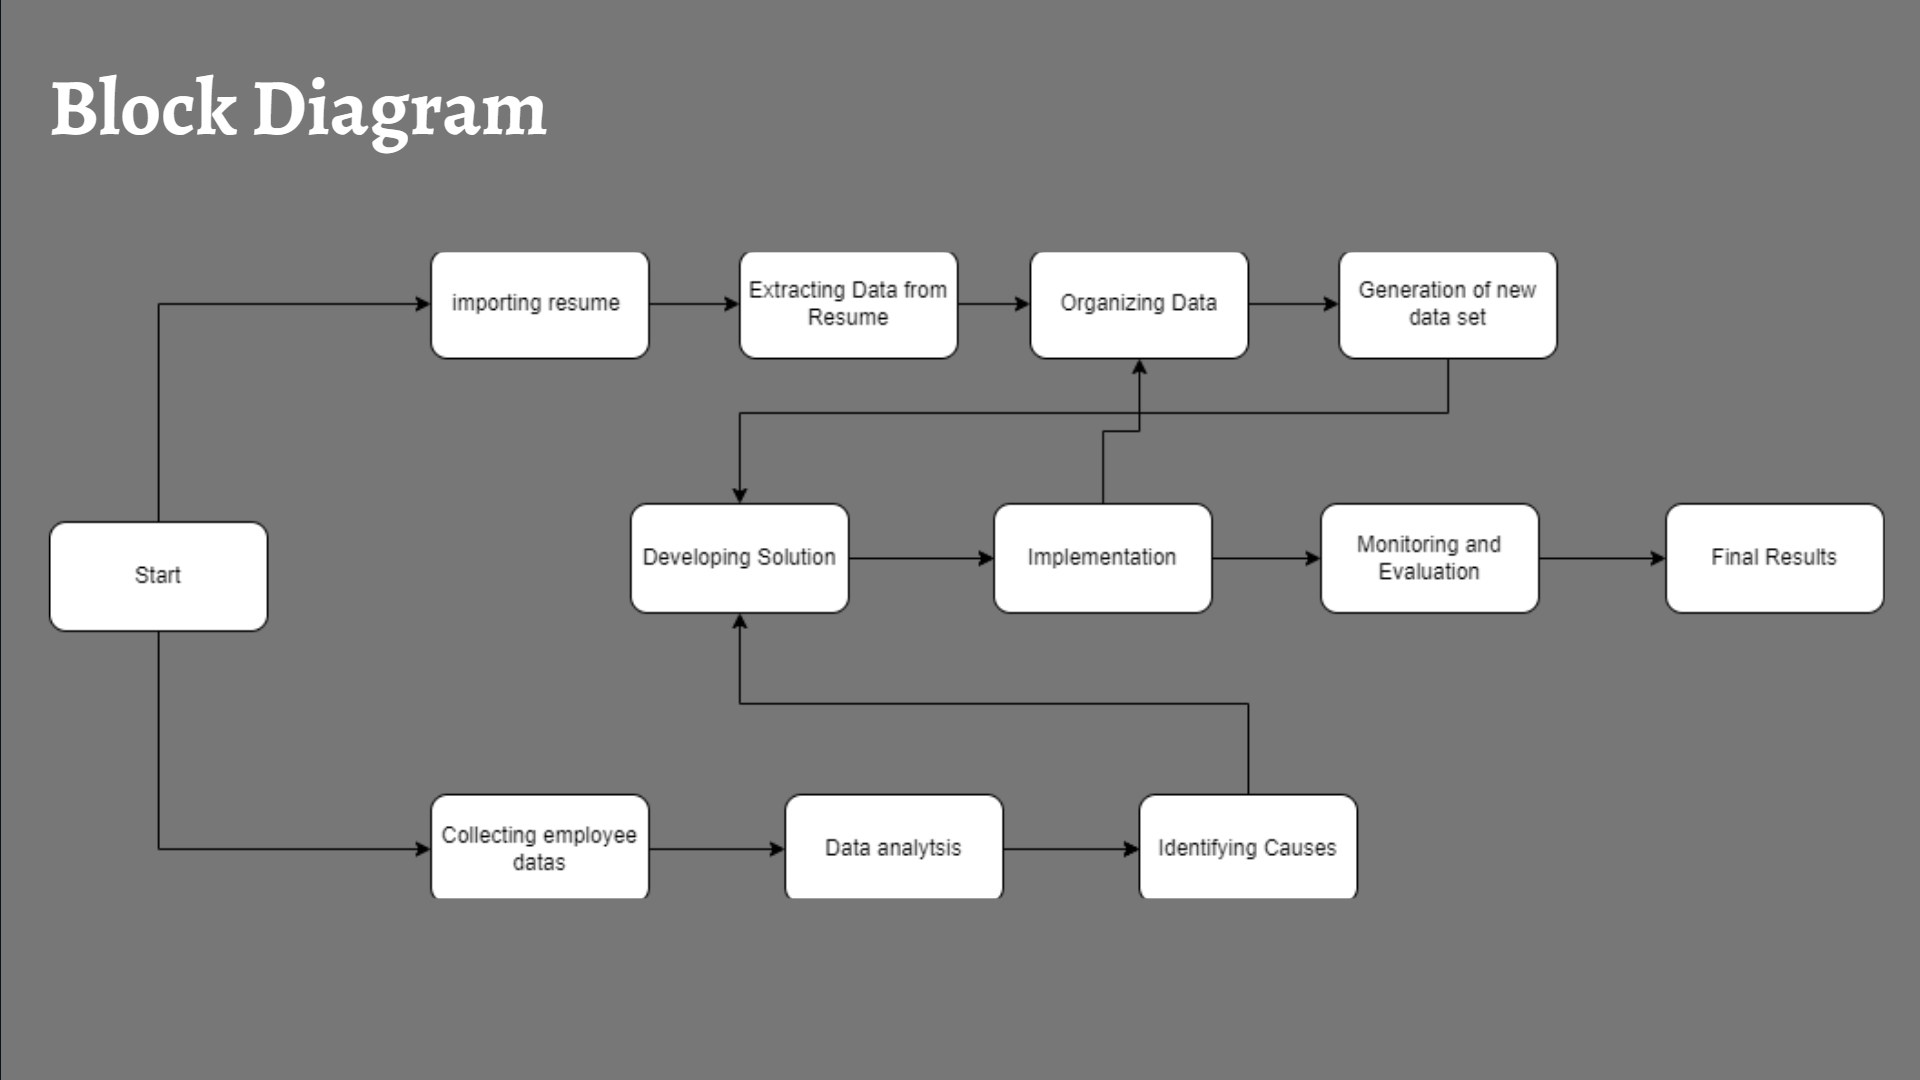 Block Diagram
importing resume
Extracting Data from
Resume
Organizing Data
Generation of new
data set
Start
Developing Solution
Implementation
Monitoring and
Evaluation
Final Results
Collecting employee
datas
Data analytsis
Identifying Causes